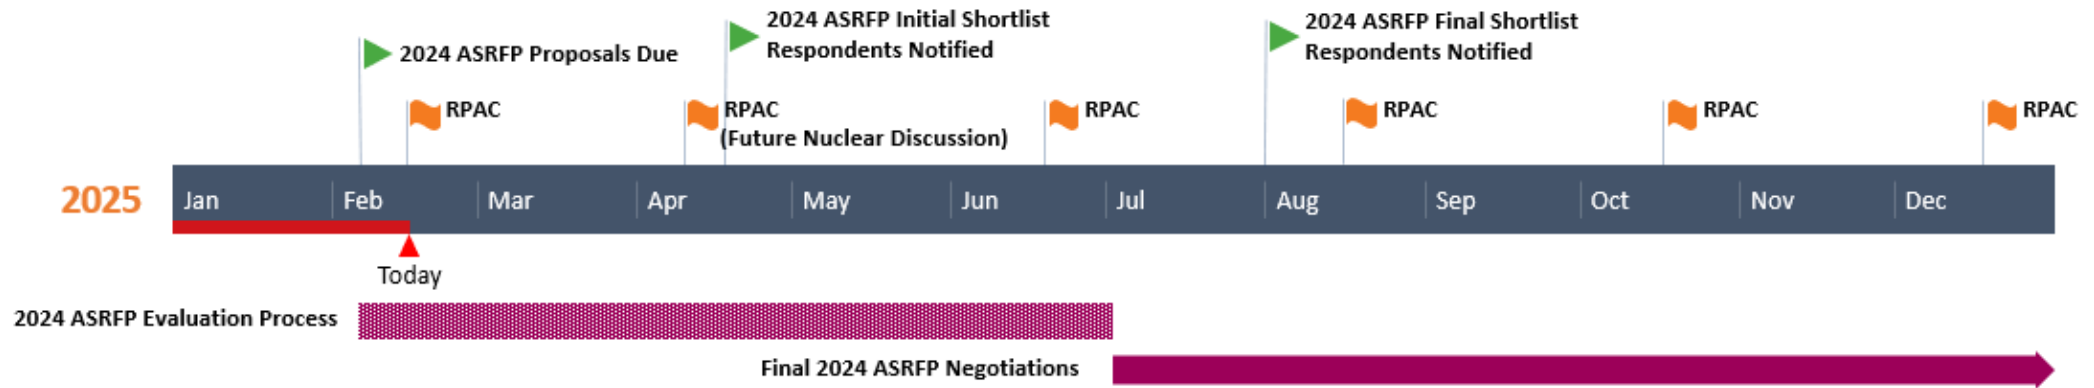 2024 ASRFP Initial Shortlist
Respondents Notified
2024 ASRFP Final Shortlist
Respondents Notified
2024 ASRFP Proposals Due
RPAC
RPAC
(Future Nuclear Discussion)
RPAC
RPAC
RPAC
RPAC
2025
Jan
Feb
Mar
Apr
May
Jun
Jul
Aug
Sep
Oct
Nov
Dec
Today
2024 ASRFP Evaluation Process
Final 2024 ASRFP Negotiations